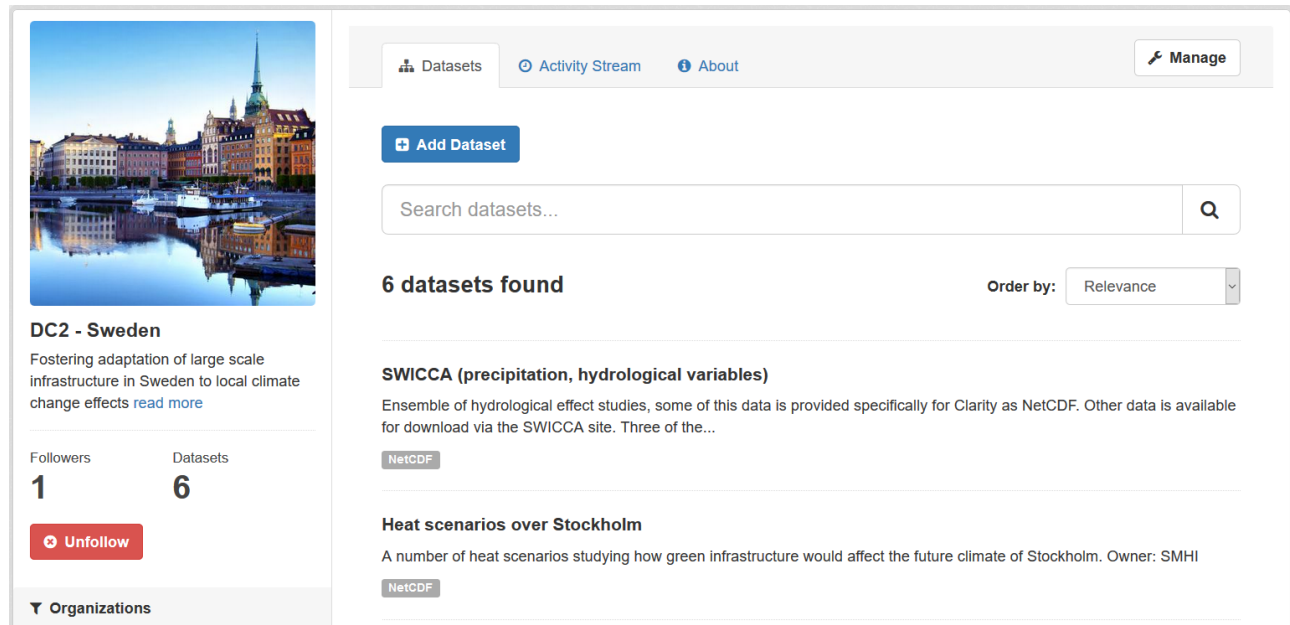 DC2 - Sweden
Fostering adaptation of large scale
infrastructure in Sweden to local climate
change effects read more
Followers
Datasets
1
6
Unfollow
Organizations
Datasets
Activity Stream
About
Manage
Add Dataset
Search datasets...
6 datasets found
Order by:
Relevance
SWICCA (precipitation, hydrological variables)
Ensemble of hydrological effect studies, some of this data is provided specifically for Clarity as NetCDF. Other data is available
for download via the SWICCA site. Three of the...
NetCDF
Heat scenarios over Stockholm
A number of heat scenarios studying how green infrastructure would affect the future climate of Stockholm. Owner: SMHI
NetCDF